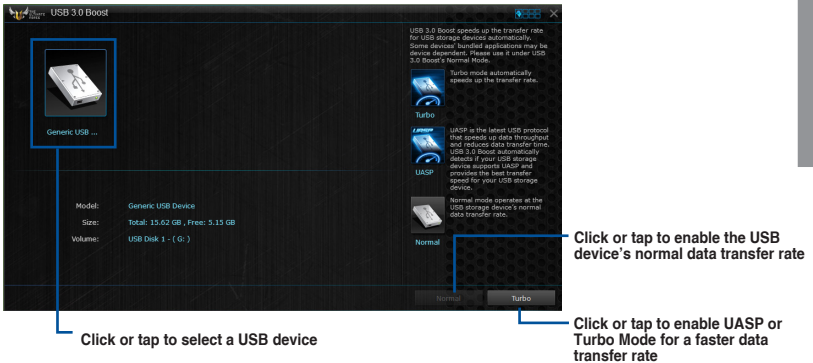 USB 3.0 Boost
USB 3.0 Boost speeds up the transfer rate
for USB storage devices automatically.
Some devices' bundled applications may be
device dependent. Please use it under USB
3.0 Boost's Normal Mode.
Generic USB ...
Turbo mode automatically
speeds up the transfer rate.
Turbo
UASP
UASP is the latest USB protocol
that speeds up data throughput
and reduces data transfer time.
USB 3.0 Boost automatically
detects if your USB storage
device supports UASP and
provides the best transfer
speed for your USB storage
device.
UASP
Normal mode operates at the
USB storage device's normal
data transfer rate.
Normal
Model: Generic USB Device
Size: Total: 15.62 GB , Free: 5.15 GB
Volume: USB Disk 1 - ( G: )
Normal
Turbo
Click or tap to enable the USB
device's normal data transfer rate
Click or tap to select a USB device
Click or tap to enable UASP or
Turbo Mode for a faster data
transfer rate